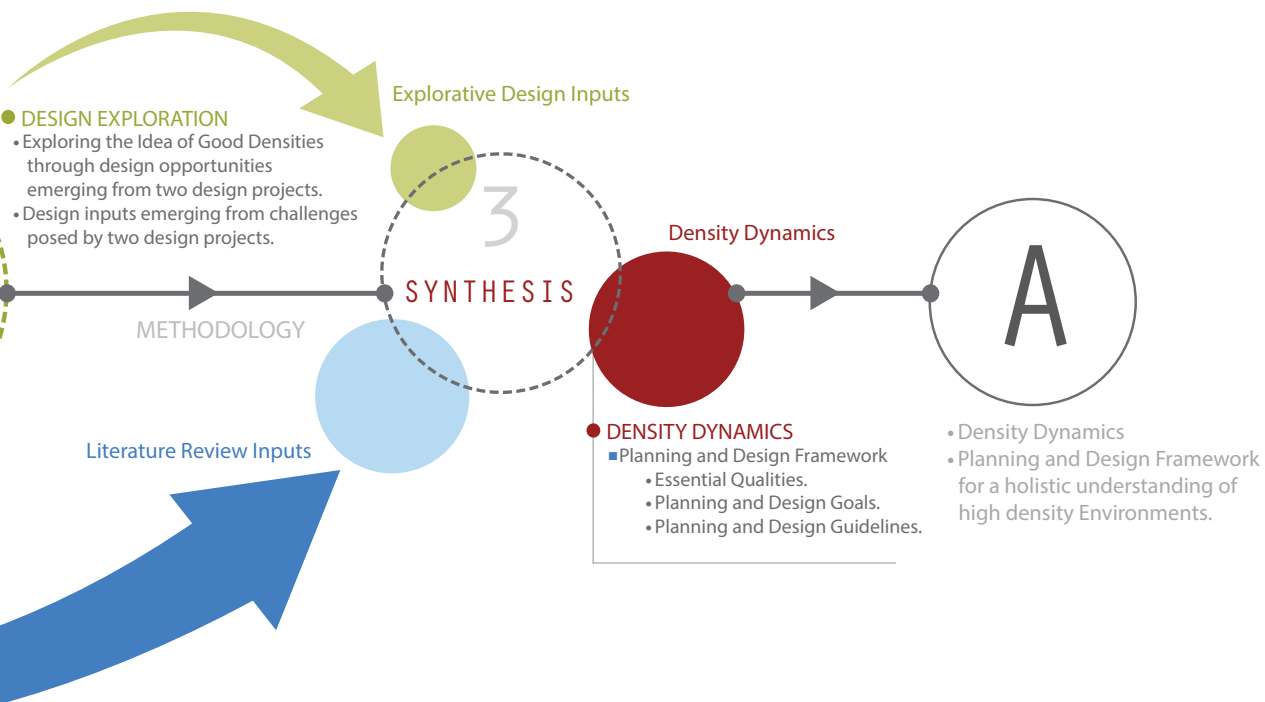 Explorative Design Inputs
DESIGN EXPLORATION
• Exploring the Idea of Good Densities
through design opportunities
emerging from two design projects.
• Design inputs emerging from challenges
posed by two design projects.
METHODOLOGY
3
SYNTHESIS
Literature Review Inputs
Density Dynamics
DENSITY DYNAMICS
■ Planning and Design Framework
• Essential Qualities.
• Planning and Design Goals.
• Planning and Design Guidelines.
A
• Density Dynamics
• Planning and Design Framework
for a holistic understanding of
high density Environments.